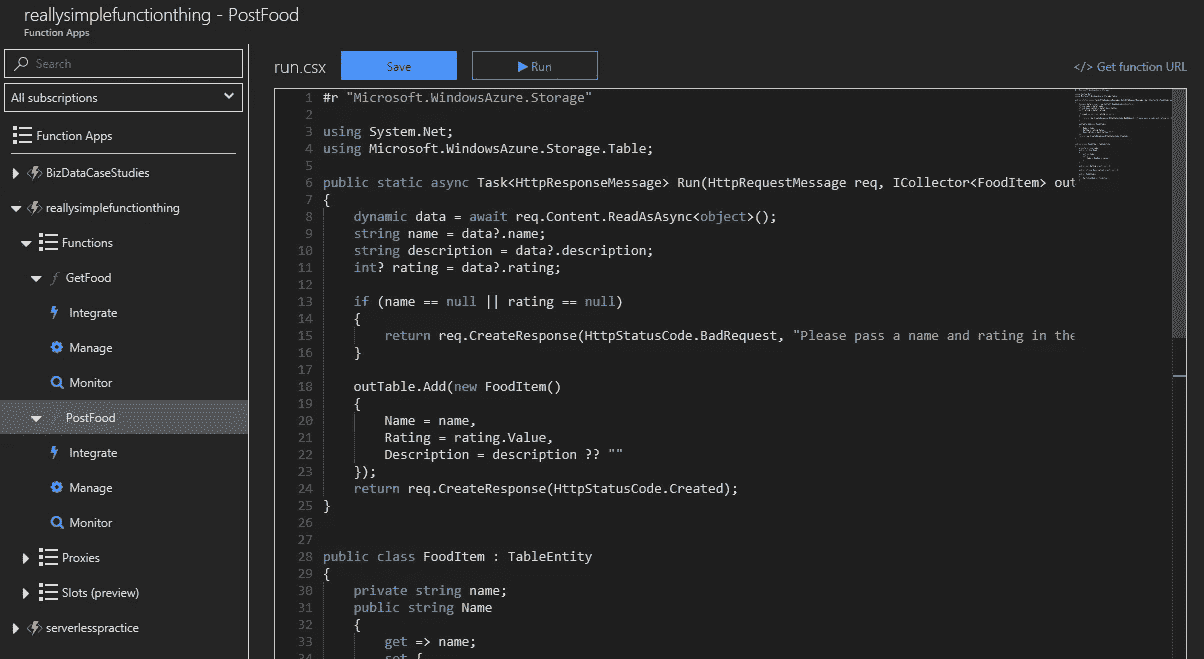 reallysimplefunctionthing - PostFood
Function Apps
Search
All subscriptions
Function Apps
BizDataCaseStudies
reallysimplefunctionthing
Functions
GetFood
Integrate
Manage
Monitor
PostFood
Integrate
Manage
Monitor
Proxies
Slots (preview)
serverlesspractice
run.csx Save Run </> Get function URL
1 #r "Microsoft.WindowsAzure.Storage"
2
3 using System.Net;
4 using Microsoft.WindowsAzure.Storage.Table;
5
6 public static async Task<HttpResponseMessage> Run(HttpRequestMessage req, ICollector<FoodItem> out
7 {
8 dynamic data = await req.Content.ReadAsAsync<object>();
9 string name = data?.name;
10 string description = data?.description;
11 int? rating = data?.rating;
12
13 if (name == null || rating == null)
14 {
15 return req.CreateResponse(HttpStatusCode.BadRequest, "Please pass a name and rating in the
16 }
17
18 outTable.Add(new FoodItem()
19 {
20 Name = name,
21 Rating = rating.Value,
22 Description = description ?? ""
23 });
24 return req.CreateResponse(HttpStatusCode.Created);
25 }
26
27
28 public class FoodItem : TableEntity
29 {
30 private string name;
31 public string Name
32 {
33 get => name;
34 set {